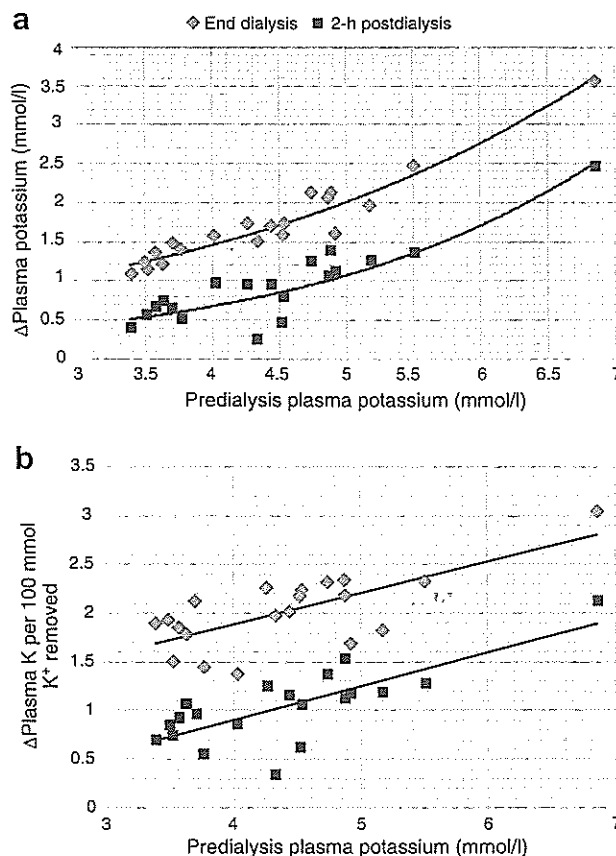 a
End dialysis 2-h postdialysis
ΔPlasma potassium (mmol/l)
4
3.5
3
2.5
2
1.5
1
0.5
0
3 3.5 4 4.5 5 5.5 6 6.5 7
Predialysis plasma potassium (mmol/l)
b
ΔPlasma K per 100 mmol
K⁺ removed
3.5
3
2.5
2
1.5
1
0.5
0
3 4 5 6 7
Predialysis plasma potassium (mmol/l)